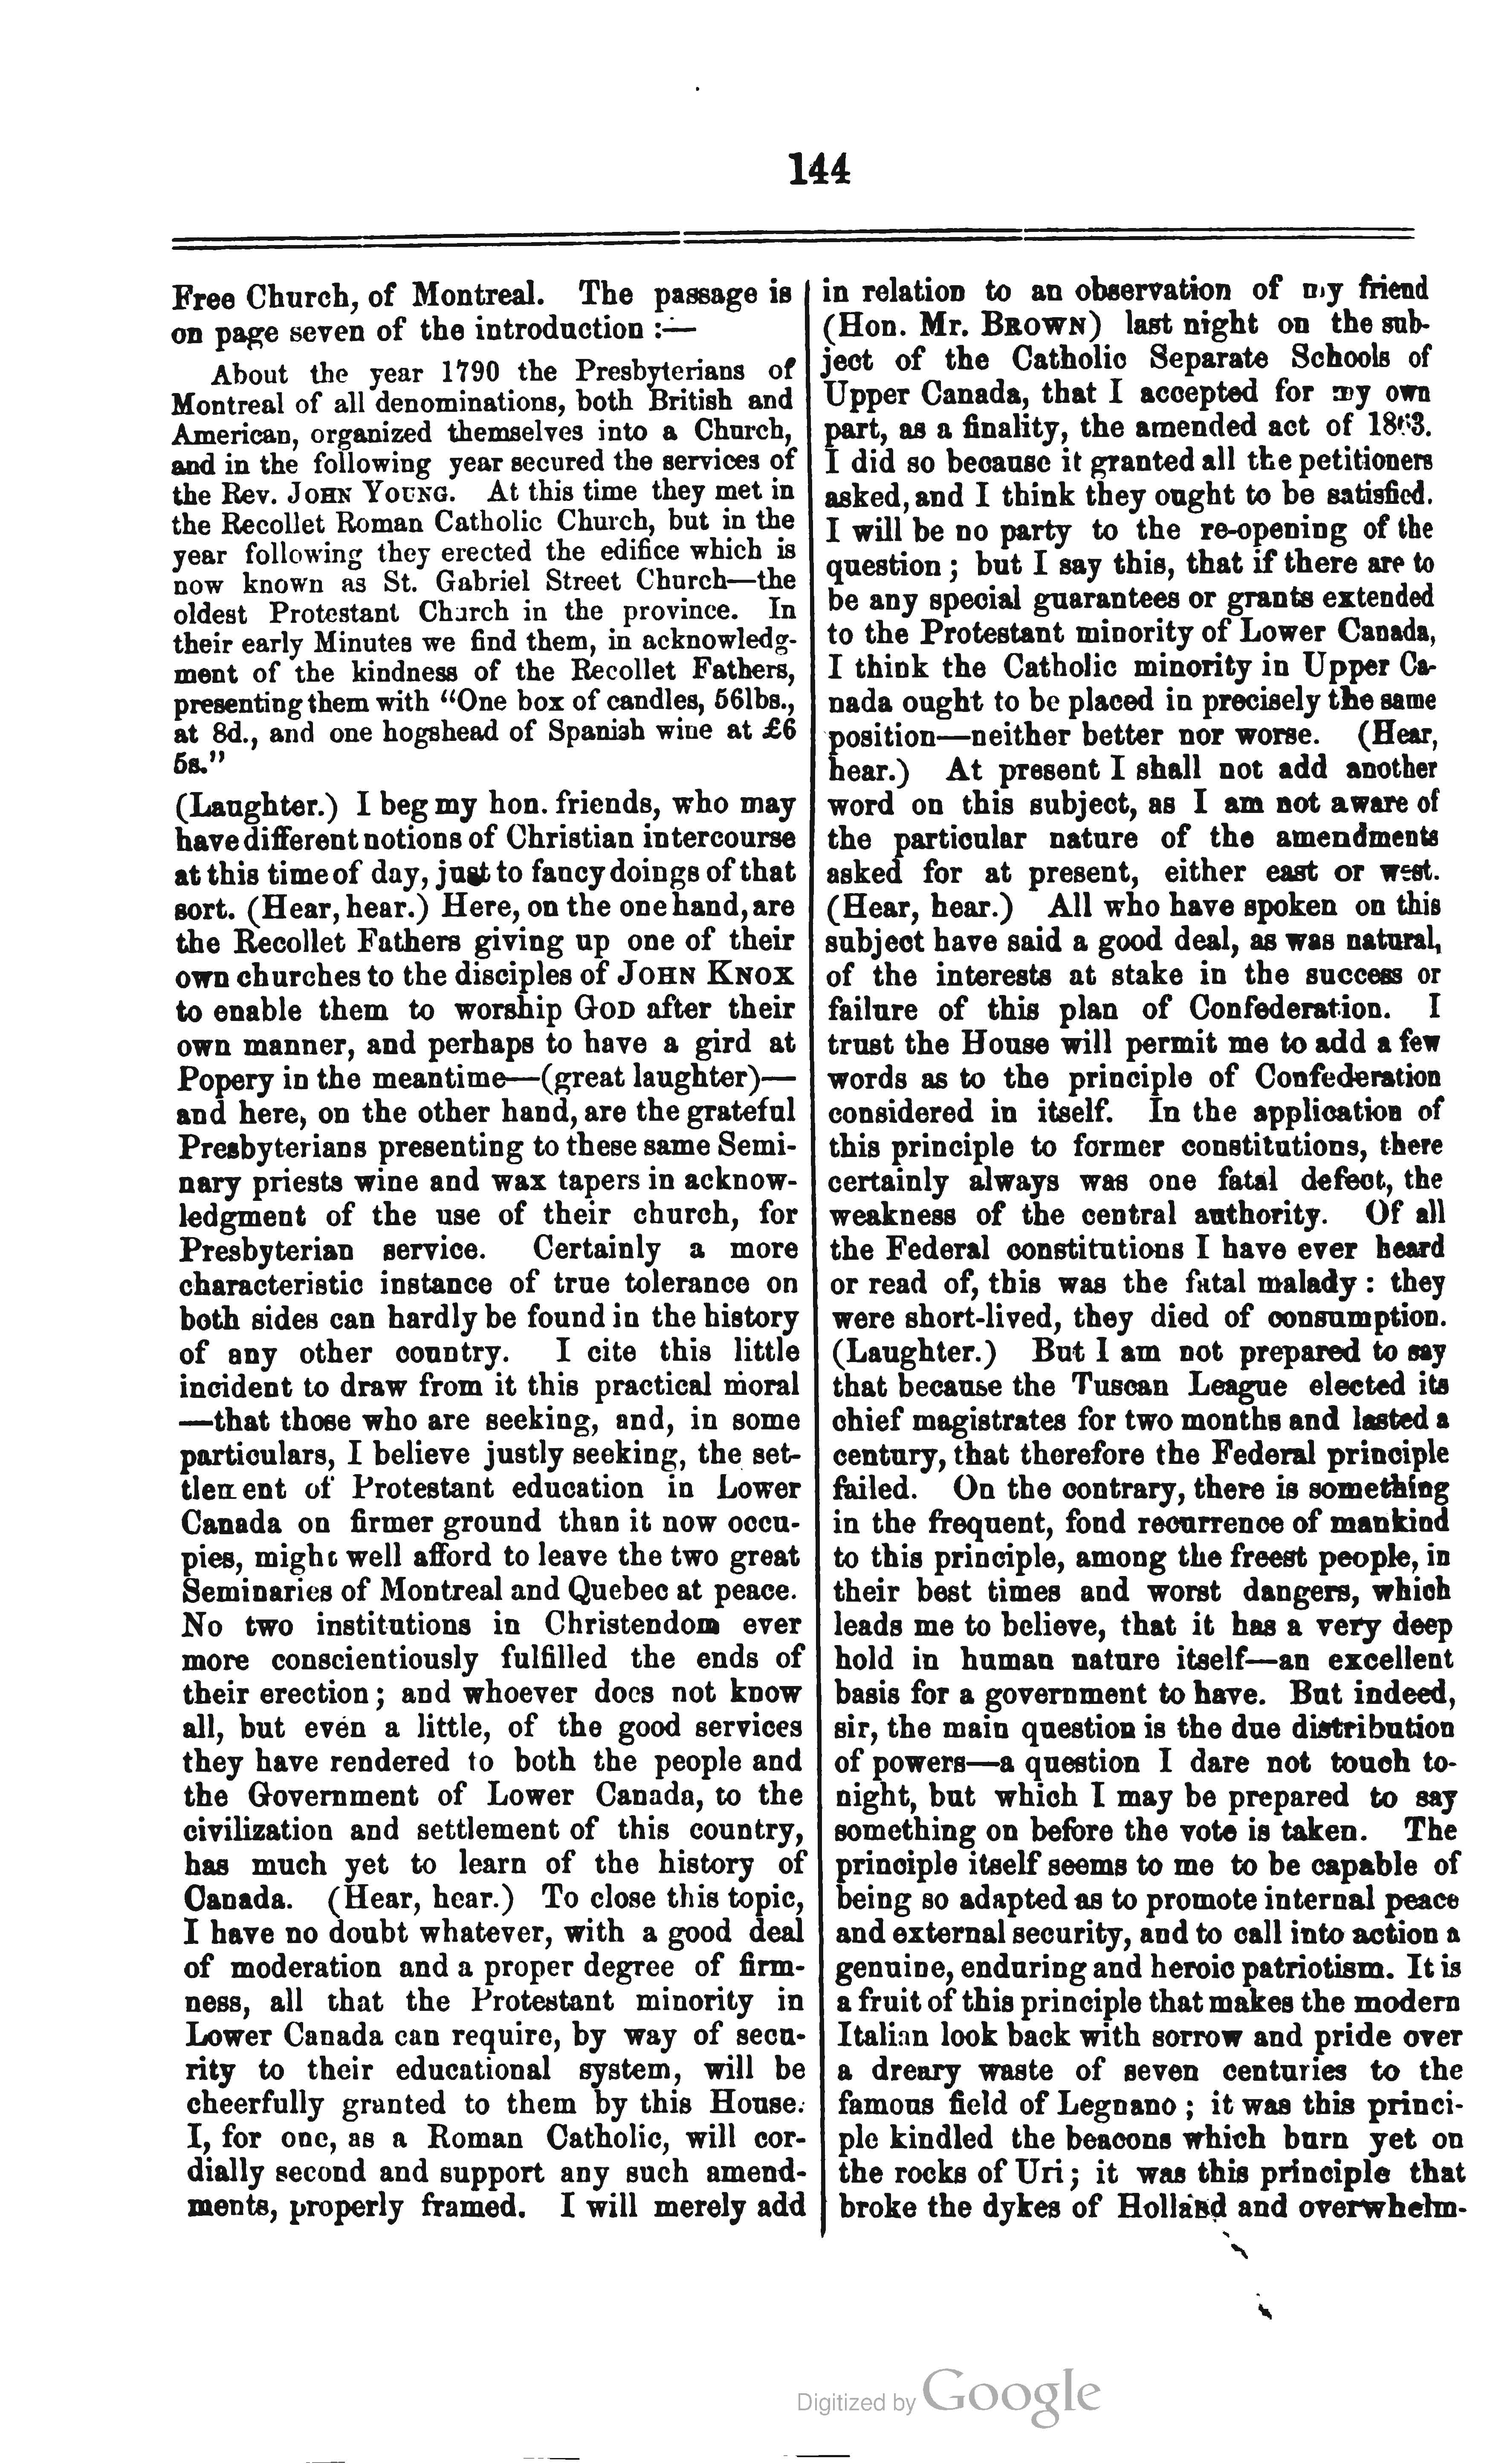 144
Free Church, of Montreal. The passage is
on page seven of the introduction :—
About the year 1790 the Presbyterians of
Montreal of all denominations, both British and
American, organized themselves into a Church,
and in the following year secured the services of
the Rev. JOHN YOUNG. At this time they met in
the Recollet Roman Catholic Church, but in the
year following they erected the edifice which is
now known as St. Gabriel Street Church—the
oldest Protestant Church in the province. In
their early Minutes we find them, in acknowledg-
ment of the kindness of the Recollet Fathers,
presenting them with "One box of candles, 56lbs.,
at 8d., and one hogshead of Spanish wine at £6
5s."
(Laughter.) I beg my hon. friends, who may
have different notions of Christian intercourse
at this time of day, just to fancy doings of that
sort. (Hear, hear.) Here, on the one hand, are
the Recollet Fathers giving up one of their
own churches to the disciples of JOHN KNOX
to enable them to worship GOD after their
own manner, and perhaps to have a gird at
Popery in the meantime—(great laughter)—
and here, on the other hand, are the grateful
Presbyterians presenting to these same Semi-
nary priests wine and wax tapers in acknow-
ledgment of the use of their church, for
Presbyterian service. Certainly a more
characteristic instance of true tolerance on
both sides can hardly be found in the history
of any other country. I cite this little
incident to draw from it this practical moral
—that those who are seeking, and, in some
particulars, I believe justly seeking, the set-
tlement of Protestant education in Lower
Canada on firmer ground than it now occu-
pies, might well afford to leave the two great
Seminaries of Montreal and Quebec at peace.
No two institutions in Christendom ever
more conscientiously fulfilled the ends of
their erection; and whoever does not know
all, but even a little, of the good services
they have rendered to both the people and
the Government of Lower Canada, to the
civilization and settlement of this country,
has much yet to learn of the history of
Canada. (Hear, hear.) To close this topic,
I have no doubt whatever, with a good deal
of moderation and a proper degree of firm-
ness, all that the Protestant minority in
Lower Canada can require, by way of secu-
rity to their educational system, will be
cheerfully granted to them by this House.
I, for one, as a Roman Catholic, will cor-
dially second and support any such amend-
ments, properly framed. I will merely add
in relation to an observation of my friend
(Hon. Mr. BROWN) last night on the sub-
ject of the Catholic Separate Schools of
Upper Canada, that I accepted for my own
part, as a finality, the amended act of 1863.
I did so because it granted all the petitioners
asked, and I think they ought to be satisfied.
I will be no party to the re-opening of the
question; but I say this, that if there are to
be any special guarantees or grants extended
to the Protestant minority of Lower Canada,
I think the Catholic minority in Upper Ca-
nada ought to be placed in precisely the same
position—neither better nor worse. (Hear,
hear.) At present I shall not add another
word on this subject, as I am not aware of
the particular nature of the amendments
asked for at present, either east or west.
(Hear, hear.) All who have spoken on this
subject have said a good deal, as was natural,
of the interests at stake in the success or
failure of this plan of Confederation. I
trust the House will permit me to add a few
words as to the principle of Confederation
considered in itself. In the application of
this principle to former constitutions, there
certainly always was one fatal defect, the
weakness of the central authority. Of all
the Federal constitutions I have ever heard
or read of, this was the fatal malady: they
were short-lived, they died of consumption.
(Laughter.) But I am not prepared to say
that because the Tuscan League elected its
chief magistrates for two months and lasted a
century, that therefore the Federal principle
failed. On the contrary, there is something
in the frequent, fond recurrence of mankind
to this principle, among the freest people, in
their best times and worst dangers, which
leads me to believe, that it has a very deep
hold in human nature itself—an excellent
basis for a government to have. But indeed,
sir, the main question is the due distribution
of powers—a question I dare not touch to-
night, but which I may be prepared to say
something on before the vote is taken. The
principle itself seems to me to be capable of
being so adapted as to promote internal peace
and external security, and to call into action a
genuine, enduring and heroic patriotism. It is
a fruit of this principle that makes the modern
Italian look back with sorrow and pride over
a dreary waste of seven centuries to the
famous field of Legnano; it was this princi-
ple kindled the beacons which burn yet on
the rocks of Uri; it was this principle that
broke the dykes of Holland and overwhelm-
Digitized by Google